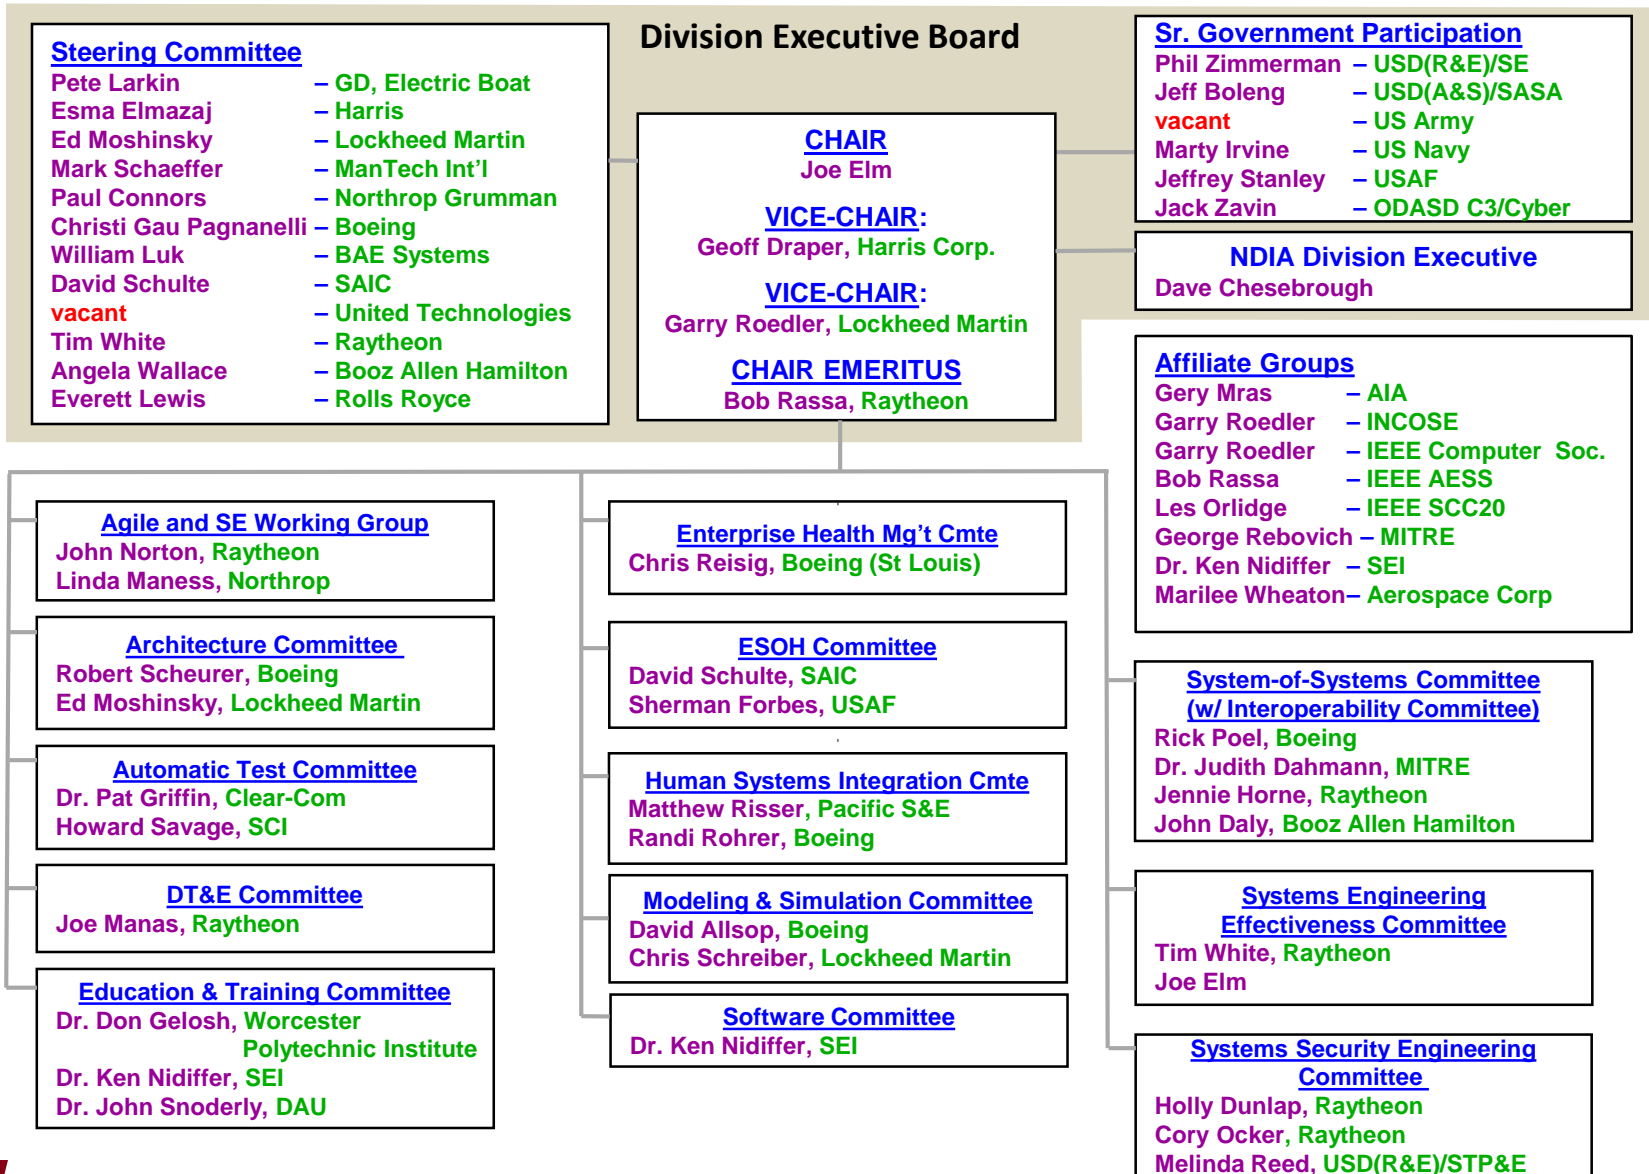 Division Executive Board
Steering Committee
Pete Larkin – GD, Electric Boat
Esma Elmazaj – Harris
Ed Moshinsky – Lockheed Martin
Mark Schaeffer – ManTech Int'l
Paul Connors – Northrop Grumman
Christi Gau Pagnanelli – Boeing
William Luk – BAE Systems
David Schulte – SAIC
vacant – United Technologies
Tim White – Raytheon
Angela Wallace – Booz Allen Hamilton
Everett Lewis – Rolls Royce
CHAIR
Joe Elm
VICE-CHAIR:
Geoff Draper, Harris Corp.
VICE-CHAIR:
Garry Roedler, Lockheed Martin
CHAIR EMERITUS
Bob Rassa, Raytheon
Sr. Government Participation
Phil Zimmerman – USD(R&E)/SE
Jeff Boleng – USD(A&S)/SASA
vacant – US Army
Marty Irvine – US Navy
Jeffrey Stanley – USAF
Jack Zavin – ODASD C3/Cyber
NDIA Division Executive
Dave Chesebrough
Affiliate Groups
Gery Mras – AIA
Garry Roedler – INCOSE
Garry Roedler – IEEE Computer Soc.
Bob Rassa – IEEE AESS
Les Orlidge – IEEE SCC20
George Rebovich – MITRE
Dr. Ken Nidiffer – SEI
Marilee Wheaton– Aerospace Corp
Agile and SE Working Group
John Norton, Raytheon
Linda Maness, Northrop
Architecture Committee
Robert Scheurer, Boeing
Ed Moshinsky, Lockheed Martin
Automatic Test Committee
Dr. Pat Griffin, Clear-Com
Howard Savage, SCI
DT&E Committee
Joe Manas, Raytheon
Education & Training Committee
Dr. Don Gelosh, Worcester
Polytechnic Institute
Dr. Ken Nidiffer, SEI
Dr. John Snoderly, DAU
Enterprise Health Mg't Cmte
Chris Reisig, Boeing (St Louis)
ESOH Committee
David Schulte, SAIC
Sherman Forbes, USAF
Human Systems Integration Cmte
Matthew Risser, Pacific S&E
Randi Rohrer, Boeing
Modeling & Simulation Committee
David Allsop, Boeing
Chris Schreiber, Lockheed Martin
Software Committee
Dr. Ken Nidiffer, SEI
System-of-Systems Committee
(w/ Interoperability Committee)
Rick Poel, Boeing
Dr. Judith Dahmann, MITRE
Jennie Horne, Raytheon
John Daly, Booz Allen Hamilton
Systems Engineering
Effectiveness Committee
Tim White, Raytheon
Joe Elm
Systems Security Engineering
Committee
Holly Dunlap, Raytheon
Cory Ocker, Raytheon
Melinda Reed, USD(R&E)/STP&E